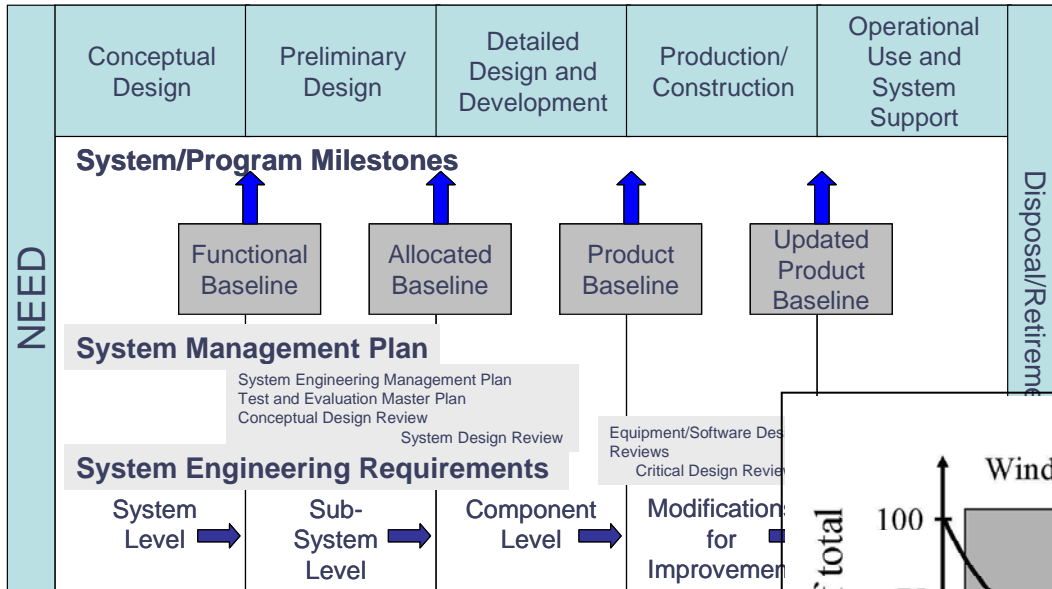 Conceptual
Design
Preliminary
Design
Detailed
Design and
Development
Production/
Construction
Operational
Use and
System
Support
NEED
System/Program Milestones
Functional
Baseline
Allocated
Baseline
Product
Baseline
Updated
Product
Baseline
System Management Plan
System Engineering Management Plan
Test and Evaluation Master Plan
Conceptual Design Review
System Design Review
Equipment/Software Des
Reviews
Critical Design Review
System Engineering Requirements
System
Level
Sub-
System
Level
Component
Level
Modifications
for
Improvemen
Disposal/Retireme
Wind
100
f total